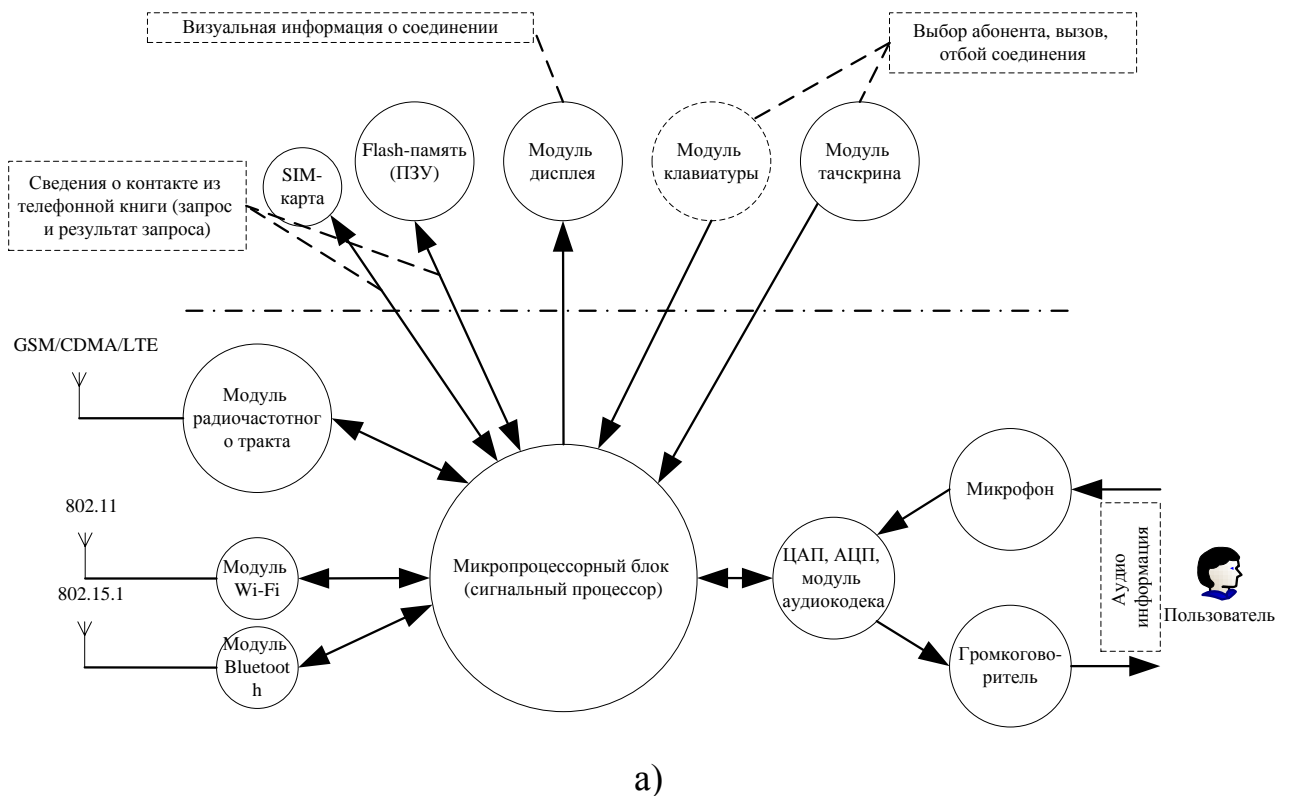 Визуальная информация о соединении
Выбор абонента, вызов,
отбой соединения
Сведения о контакте из
телефонной книги (запрос
и результат запроса)
SIM-
карта
Flash-память
(ПЗУ)
Модуль
дисплея
Модуль
клавиатуры
Модуль
тачскрина
GSM/CDMA/LTE
Модуль
радиочастотног
о тракта
802.11
Модуль
Wi-Fi
802.15.1
Модуль
Bluetoot
h
Микропроцессорный блок
(сигнальный процессор)
ЦАП, АЦП,
модуль
аудиокодека
Микрофон
Громкогово-
ритель
Аудио
информация
Пользователь
а)